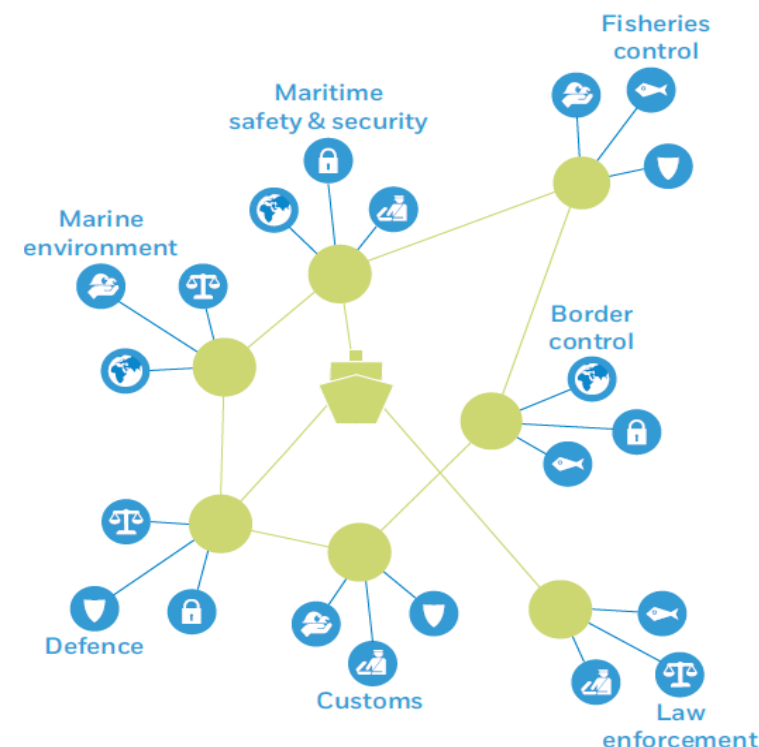 Fisheries
control
Maritime
safety & security
Marine
environment
Border
control
Defence
Customs
Law
enforcement